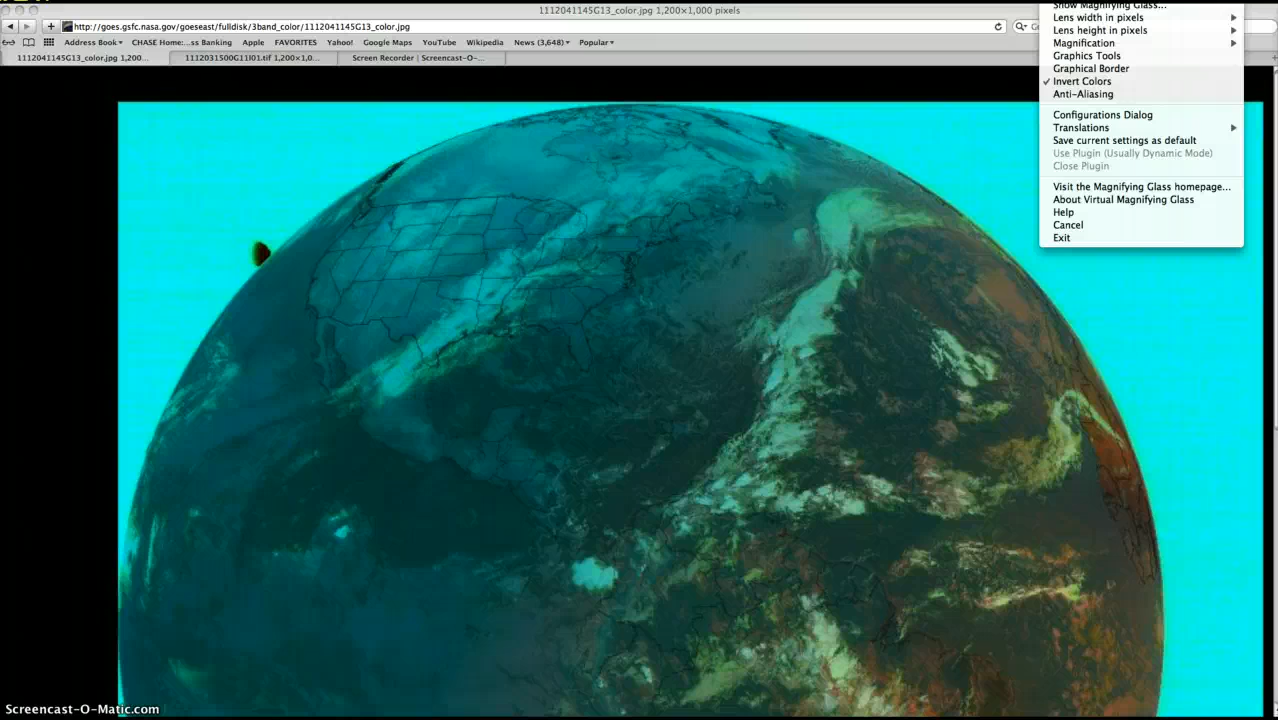 1112041145G13_color.jpg 1,200×1,000 pixels
http://goes.gsfc.nasa.gov/goeseast/fulldisk/3band_color/1112041145G13_color.jpg
Address Book CHASE Home:...ss Banking Apple FAVORITES Yahoo! Google Maps YouTube Wikipedia News (3,648) Popular
1112041145G13_color.jpg 1,200... 1112031500G11I01.tif 1,200×1,0... Screen Recorder | Screencast-O-...
Show Magnifying Glass...
Lens width in pixels
Lens height in pixels
Magnification
Graphics Tools
Graphical Border
✓ Invert Colors
Anti-Aliasing
Configurations Dialog
Translations
Save current settings as default
Use Plugin (Usually Dynamic Mode)
Close Plugin
Visit the Magnifying Glass homepage...
About Virtual Magnifying Glass
Help
Cancel
Exit
Screencast-O-Matic.com